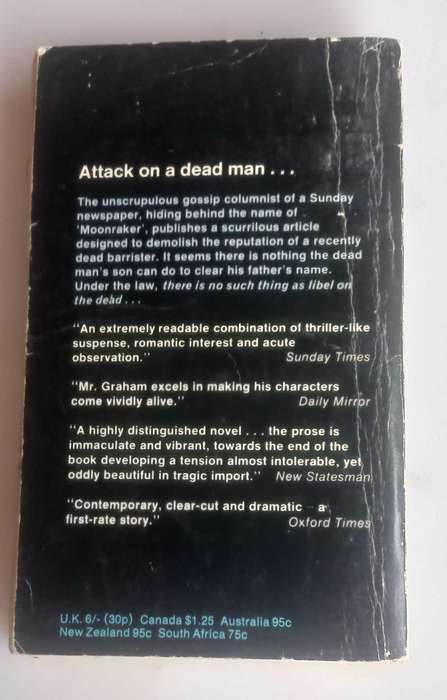 Attack on a dead man . . .
The unscrupulous gossip columnist of a Sunday
newspaper, hiding behind the name of
'Moonraker', publishes a scurrilous article
designed to demolish the reputation of a recently
dead barrister. It seems there is nothing the dead
man's son can do to clear his father's name.
Under the law, there is no such thing as libel on
the dead . . .
"An extremely readable combination of thriller-like
suspense, romantic interest and acute
observation." Sunday Times
"Mr. Graham excels in making his characters
come vividly alive." Daily Mirror
"A highly distinguished novel . . . the prose is
immaculate and vibrant, towards the end of the
book developing a tension almost intolerable, yet
oddly beautiful in tragic import." New Statesman
"Contemporary, clear-cut and dramatic – a
first-rate story." Oxford Times
U.K. 6/- (30p) Canada $1.25 Australia 95c
New Zealand 95c South Africa 75c